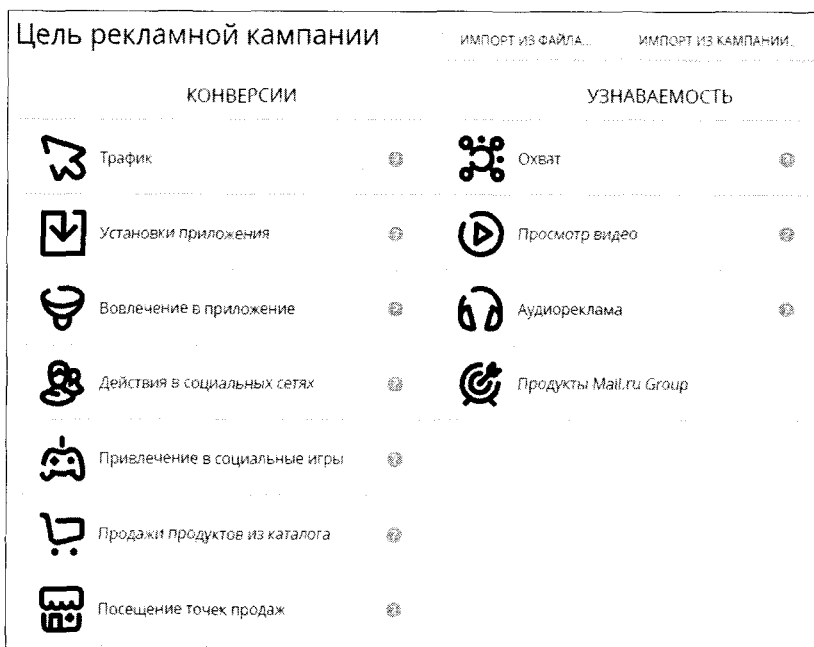 Цель рекламной кампании
ИМПОРТ ИЗ ФАЙЛА...
ИМПОРТ ИЗ КАМПАНИИ..
КОНВЕРСИИ
Трафик
Установки приложения
Вовлечение в приложение
Действия в социальных сетях
Привлечение в социальные игры
Продажи продуктов из каталога
Посещение точек продаж
УЗНАВАЕМОСТЬ
Охват
Просмотр видео
Аудиореклама
Продукты Mail.ru Group